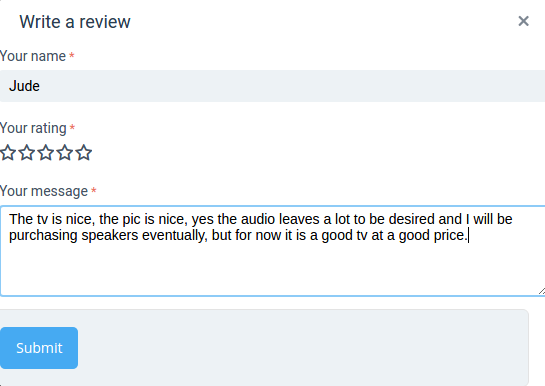 Write a review
Your name *
Jude
Your rating *
Your message *
The tv is nice, the pic is nice, yes the audio leaves a lot to be desired and I will be
purchasing speakers eventually, but for now it is a good tv at a good price.
Submit